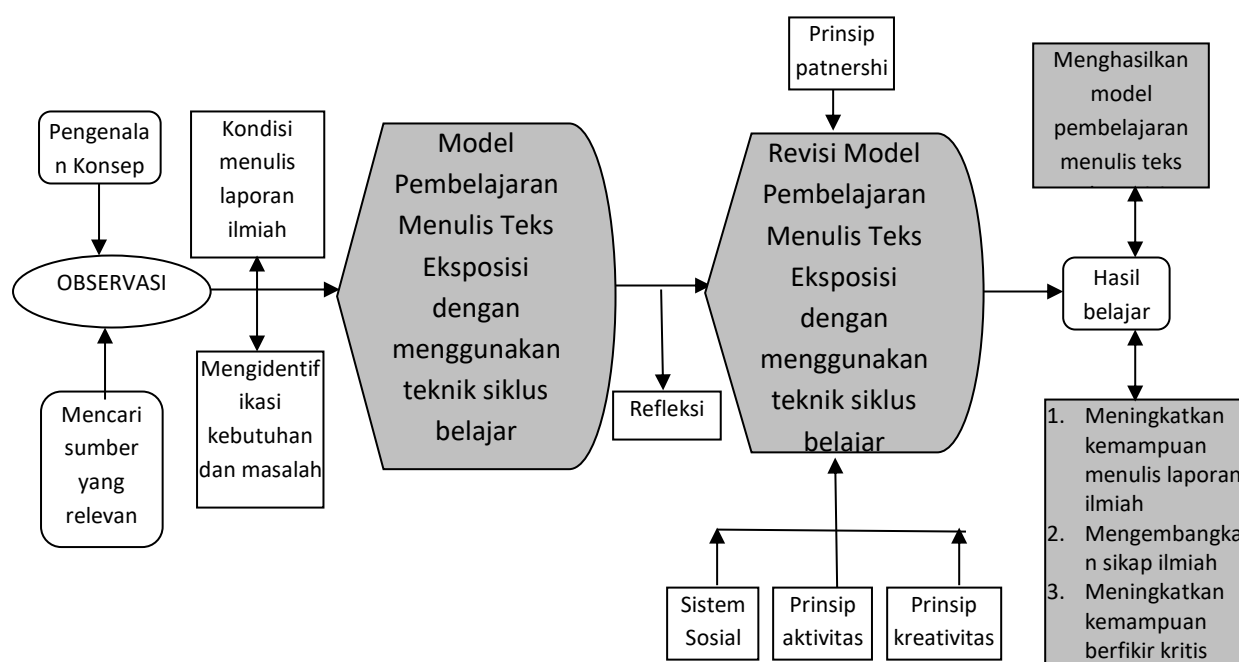 Pengenala
n Konsep
OBSERVASI
Mencari
sumber
yang
relevan
Kondisi
menulis
laporan
ilmiah
Mengidentif
ikasi
kebutuhan
dan masalah
Model
Pembelajaran
Menulis Teks
Eksposisi
dengan
menggunakan
teknik siklus
belajar
Refleksi
Prinsip
patnershi
Revisi Model
Pembelajaran
Menulis Teks
Eksposisi
dengan
menggunakan
teknik siklus
belajar
Sistem
Sosial
Prinsip
aktivitas
Prinsip
kreativitas
Menghasilkan
model
pembelajaran
menulis teks
Hasil
belajar
1. Meningkatkan
kemampuan
menulis laporan
ilmiah
2. Mengembangka
n sikap ilmiah
3. Meningkatkan
kemampuan
berfikir kritis